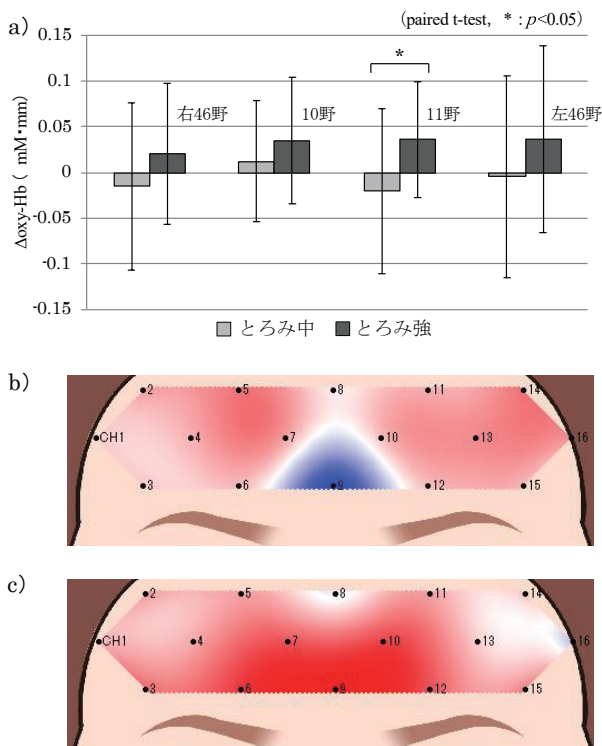 (paired t-test, * : p<0.05)
a)
Δoxy-Hb ( mM・mm)
0.15
0.1
0.05
0
-0.05
-0.1
-0.15
右46野
10野
*
11野
左46野
とろみ中 とろみ強
b)
2 5 8 11 14
CH1 4 7 10 13 16
3 6 9 12 15
c)
2 5 8 11 14
CH1 4 7 10 13 16
3 6 9 12 15